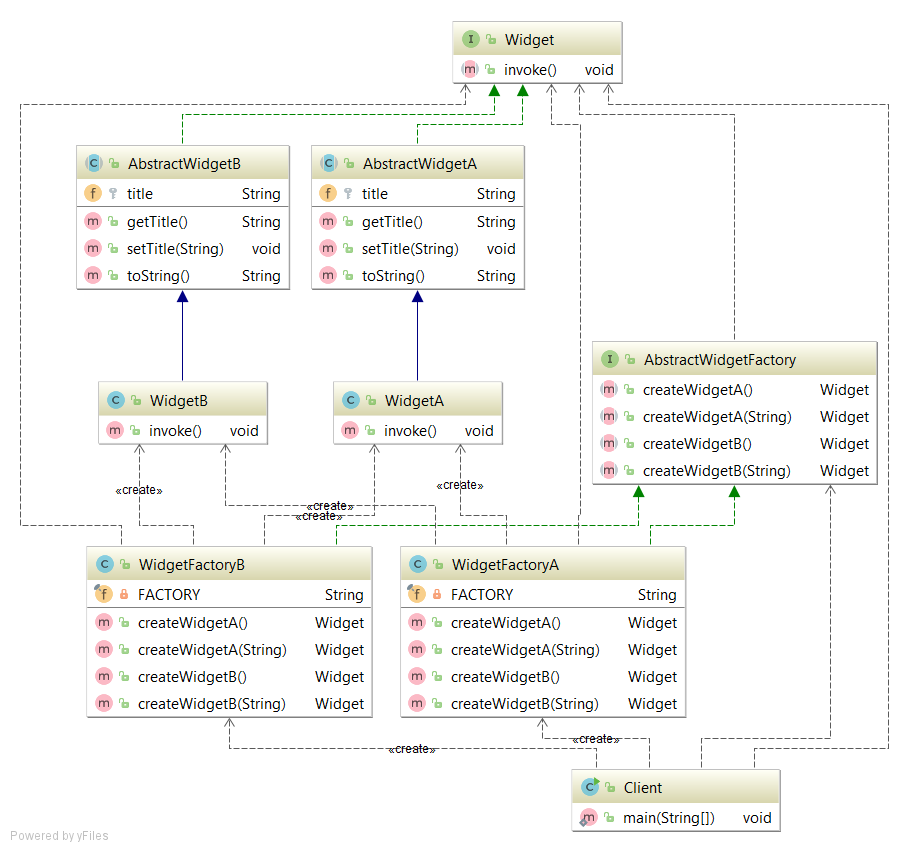 I Widget
m invoke() void
C AbstractWidgetB
f title String
m getTitle() String
m setTitle(String) void
m toString() String
C AbstractWidgetA
f title String
m getTitle() String
m setTitle(String) void
m toString() String
I AbstractWidgetFactory
m createWidgetA() Widget
m createWidgetA(String) Widget
m createWidgetB() Widget
m createWidgetB(String) Widget
C WidgetB
m invoke() void
C WidgetA
m invoke() void
«create»
«create»
«create»
«create»
C WidgetFactoryB
f FACTORY String
m createWidgetA() Widget
m createWidgetA(String) Widget
m createWidgetB() Widget
m createWidgetB(String) Widget
C WidgetFactoryA
f FACTORY String
m createWidgetA() Widget
m createWidgetA(String) Widget
m createWidgetB() Widget
m createWidgetB(String) Widget
«create»
«create»
C Client
m main(String[]) void
Powered by yFiles